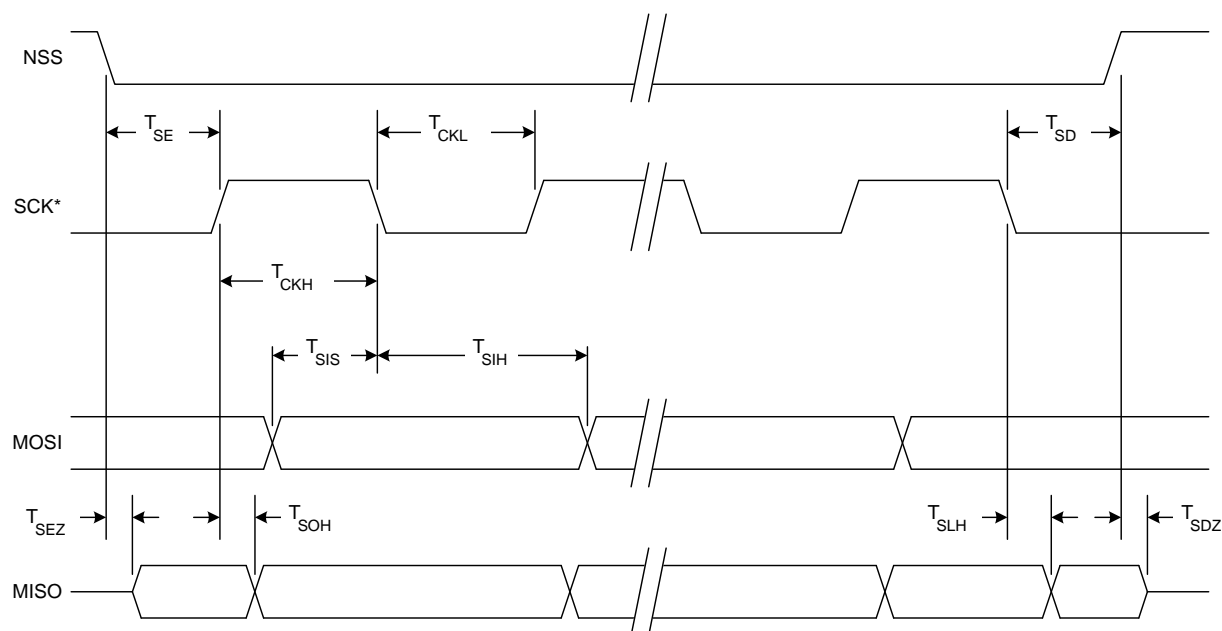 NSS
T_SE
T_CKL
T_SD
SCK*
T_CKH
T_SIS
T_SIH
MOSI
T_SEZ
T_SOH
T_SLH
T_SDZ
MISO